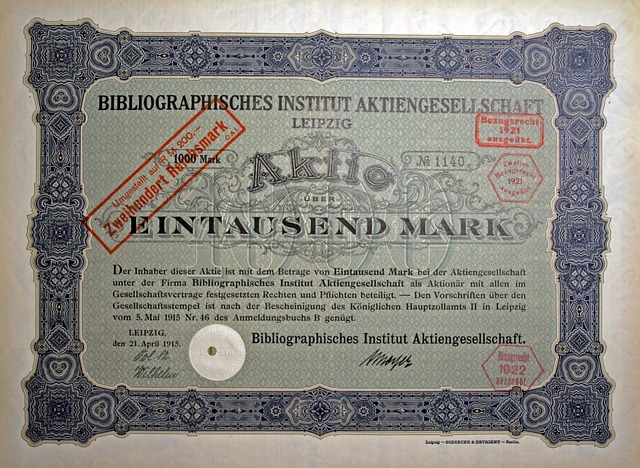 BIBLIOGRAPHISCHES INSTITUT AKTIENGESELLSCHAFT
LEIPZIG
Bezugsrecht
1921
ausgeübt.
Umgestellt auf RM 200.—
Zweihundert Reichsmark
1000 Mark
Aktie
№ 1140
Zweites
Bezugsrecht
1921
ausgeübt
ÜBER
EINTAUSEND MARK
Der Inhaber dieser Aktie ist mit dem Betrage von Eintausend Mark bei der Aktiengesellschaft
unter der Firma Bibliographisches Institut Aktiengesellschaft als Aktionär mit allen im
Gesellschaftsvertrage festgesetzten Rechten und Pflichten beteiligt. — Den Vorschriften über den
Gesellschaftsstempel ist nach der Bescheinigung des Königlichen Hauptzollamts II in Leipzig
vom 5. Mai 1915 Nr. 46 des Anmeldungsbuchs B genügt.
LEIPZIG,
den 21. April 1915.
Bibliographisches Institut Aktiengesellschaft.
Bezugsrecht
1922
ausgeübt
Leipzig — GIESECKE & DEVRIENT — Berlin.